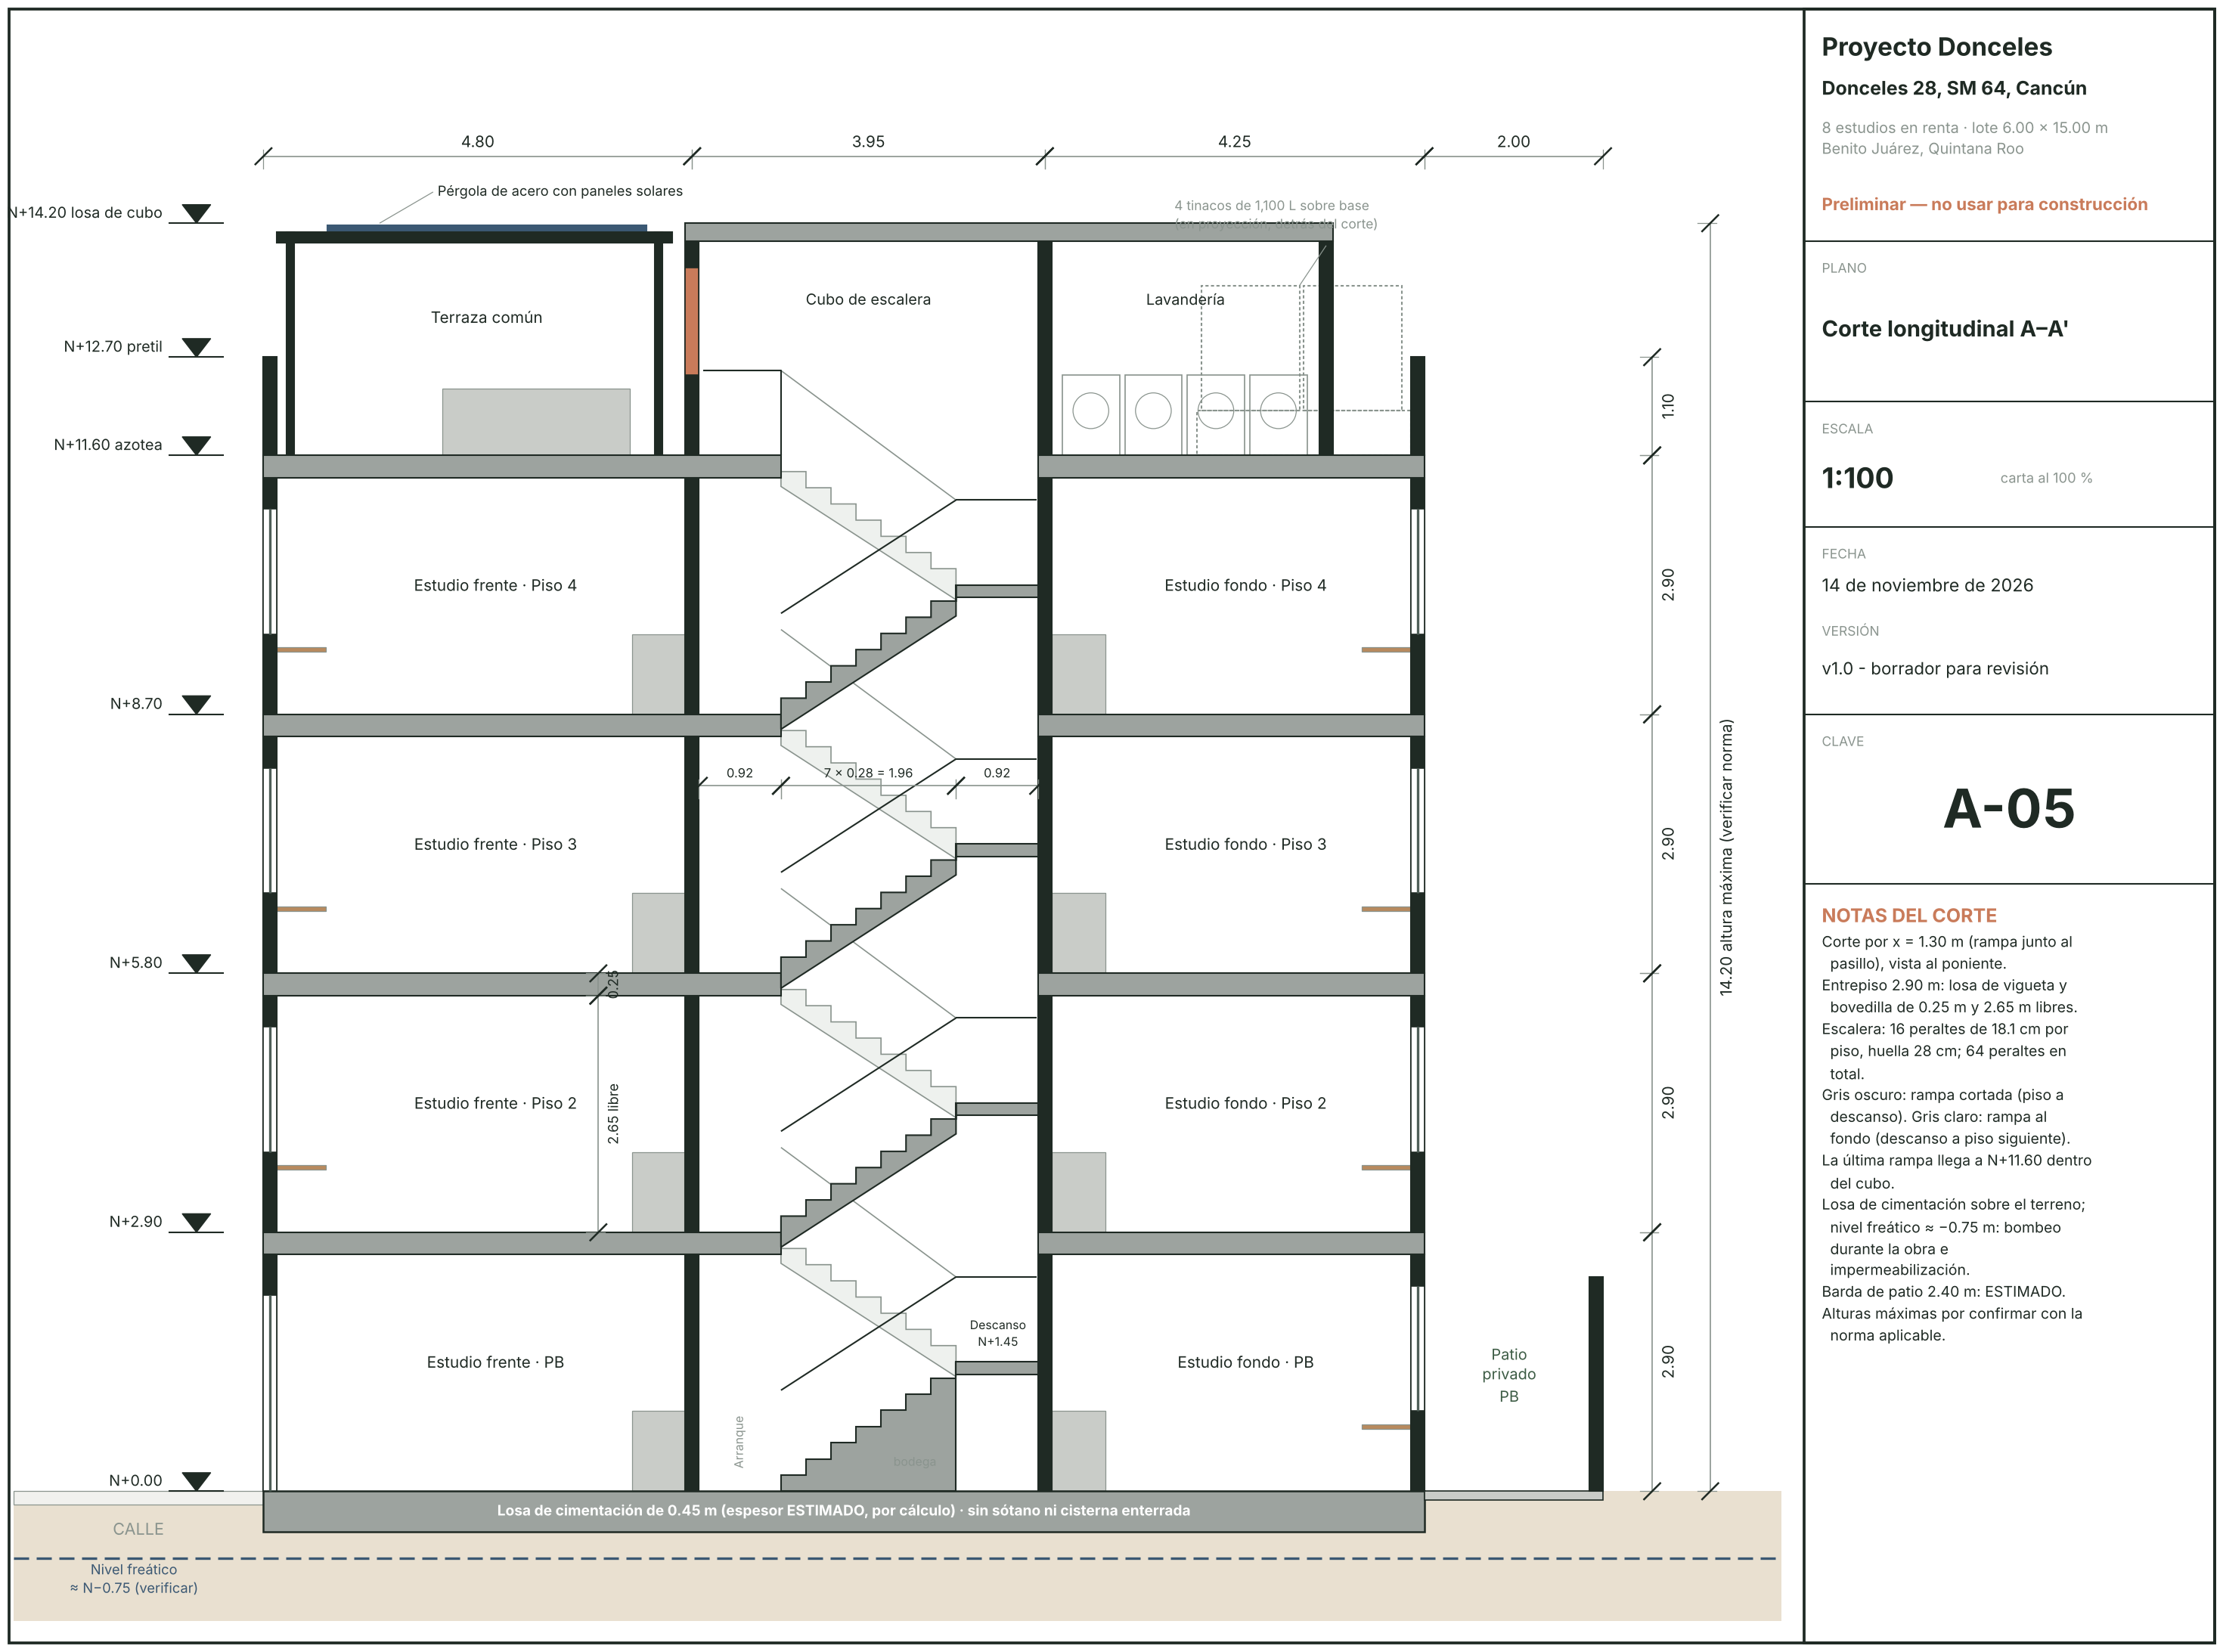 4.80
3.95
4.25
2.00
Pérgola de acero con paneles solares
4 tinacos de 1,100 L sobre base
(en proyección, detrás del corte)
N+14.20 losa de cubo
Cubo de escalera
Lavandería
Terraza común
N+12.70 pretil
1.10
N+11.60 azotea
Estudio frente · Piso 4
Estudio fondo · Piso 4
2.90
N+8.70
0.92
7 × 0.28 = 1.96
0.92
Estudio frente · Piso 3
Estudio fondo · Piso 3
2.90
14.20 altura máxima (verificar norma)
N+5.80
0.25
2.65 libre
Estudio frente · Piso 2
Estudio fondo · Piso 2
2.90
N+2.90
Descanso
N+1.45
Estudio frente · PB
Estudio fondo · PB
2.90
Patio
privado
PB
Arranque
bodega
N+0.00
Losa de cimentación de 0.45 m (espesor ESTIMADO, por cálculo) · sin sótano ni cisterna enterrada
CALLE
Nivel freático
≈ N−0.75 (verificar)
Proyecto Donceles
Donceles 28, SM 64, Cancún
8 estudios en renta · lote 6.00 × 15.00 m
Benito Juárez, Quintana Roo
Preliminar — no usar para construcción
PLANO
Corte longitudinal A–A'
ESCALA
1:100
carta al 100 %
FECHA
14 de noviembre de 2026
VERSIÓN
v1.0 - borrador para revisión
CLAVE
A-05
NOTAS DEL CORTE
Corte por x = 1.30 m (rampa junto al
pasillo), vista al poniente.
Entrepiso 2.90 m: losa de vigueta y
bovedilla de 0.25 m y 2.65 m libres.
Escalera: 16 peraltes de 18.1 cm por
piso, huella 28 cm; 64 peraltes en
total.
Gris oscuro: rampa cortada (piso a
descanso). Gris claro: rampa al
fondo (descanso a piso siguiente).
La última rampa llega a N+11.60 dentro
del cubo.
Losa de cimentación sobre el terreno;
nivel freático ≈ −0.75 m: bombeo
durante la obra e
impermeabilización.
Barda de patio 2.40 m: ESTIMADO.
Alturas máximas por confirmar con la
norma aplicable.